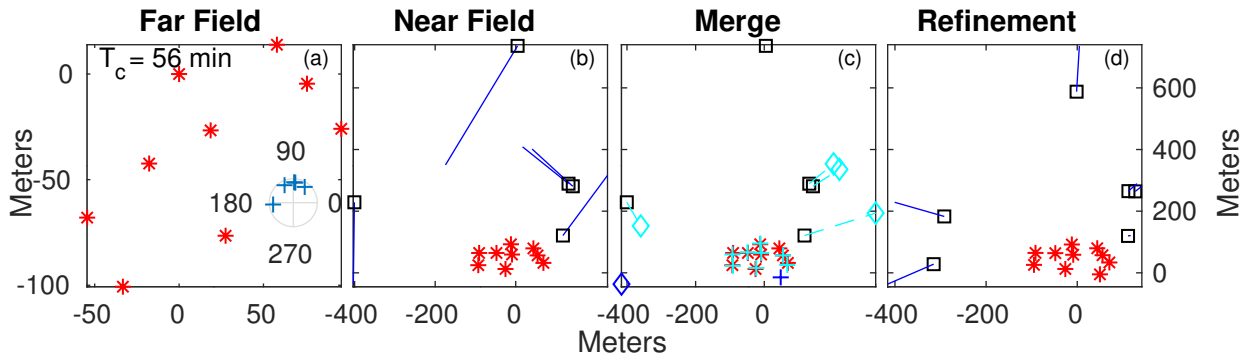 Far Field
Near Field
Merge
Refinement
T_c = 56 min
(a)
(b)
(c)
(d)
0
-50
-100
Meters
90
180
0
270
600
400
200
0
Meters
-50
0
50
-400
-200
0
-400
-200
0
-400
-200
0
Meters